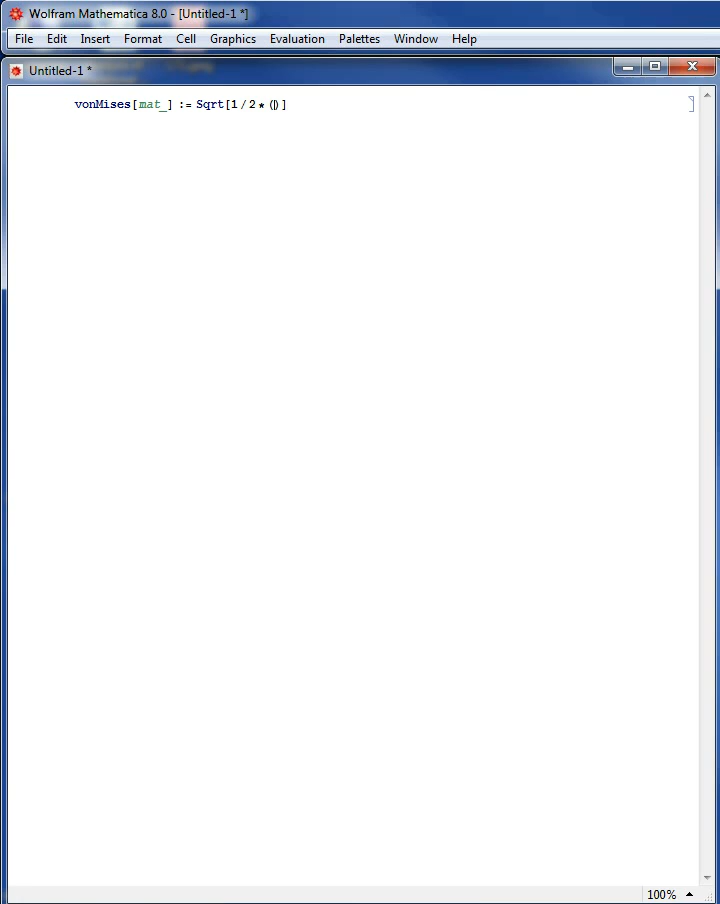 Wolfram Mathematica 8.0 - [Untitled-1 *]
File Edit Insert Format Cell Graphics Evaluation Palettes Window Help
Untitled-1 *
vonMises[mat_] := Sqrt[1/2*()]
100%